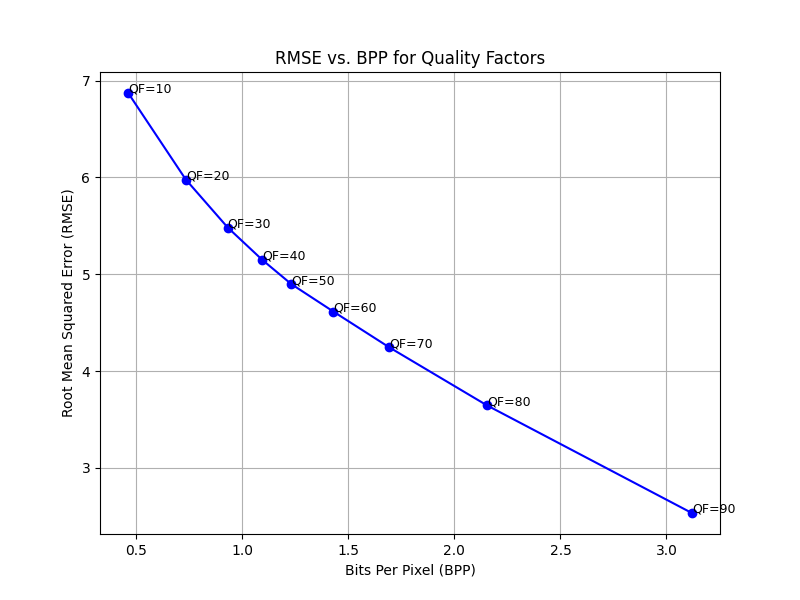 RMSE vs. BPP for Quality Factors
Root Mean Squared Error (RMSE)
7
6
5
4
3
QF=10
QF=20
QF=30
QF=40
QF=50
QF=60
QF=70
QF=80
QF=90
0.5
1.0
1.5
2.0
2.5
3.0
Bits Per Pixel (BPP)